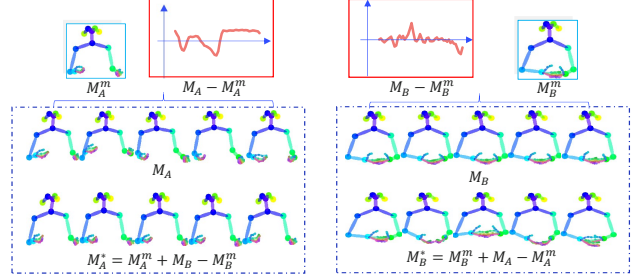 $M_A^m$
$M_A - M_A^m$
$M_B - M_B^m$
$M_B^m$
$M_A$
$M_B$
$M_A^* = M_A^m + M_B - M_B^m$
$M_B^* = M_B^m + M_A - M_A^m$